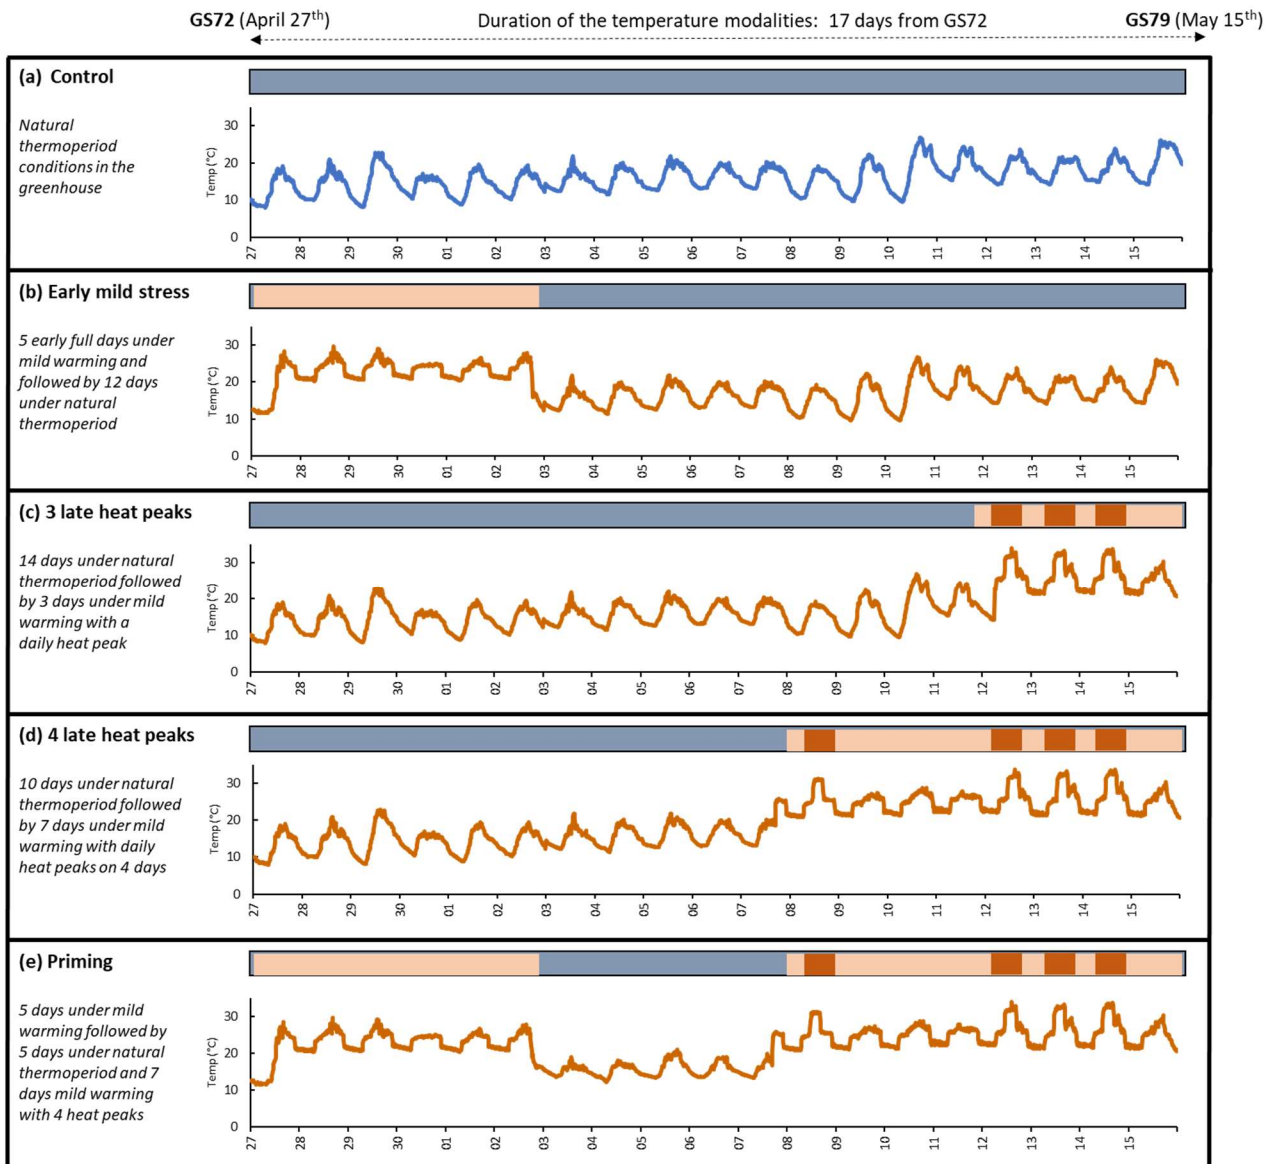 GS72 (April 27th) Duration of the temperature modalities: 17 days from GS72 GS79 (May 15th)
(a) Control
Natural
thermoperiod
conditions in the
greenhouse
Temp (°C)
30
20
10
0
27 28 29 30 01 02 03 04 05 06 07 08 09 10 11 12 13 14 15
(b) Early mild stress
5 early full days under
mild warming and
followed by 12 days
under natural
thermoperiod
Temp (°C)
30
20
10
0
27 28 29 30 01 02 03 04 05 06 07 08 09 10 11 12 13 14 15
(c) 3 late heat peaks
14 days under natural
thermoperiod followed
by 3 days under mild
warming with a
daily heat peak
Temp (°C)
30
20
10
0
27 28 29 30 01 02 03 04 05 06 07 08 09 10 11 12 13 14 15
(d) 4 late heat peaks
10 days under natural
thermoperiod followed
by 7 days under mild
warming with daily
heat peaks on 4 days
Temp (°C)
30
20
10
0
27 28 29 30 01 02 03 04 05 06 07 08 09 10 11 12 13 14 15
(e) Priming
5 days under mild
warming followed by
5 days under natural
thermoperiod and 7
days mild warming
with 4 heat peaks
Temp (°C)
30
20
10
0
27 28 29 30 01 02 03 04 05 06 07 08 09 10 11 12 13 14 15